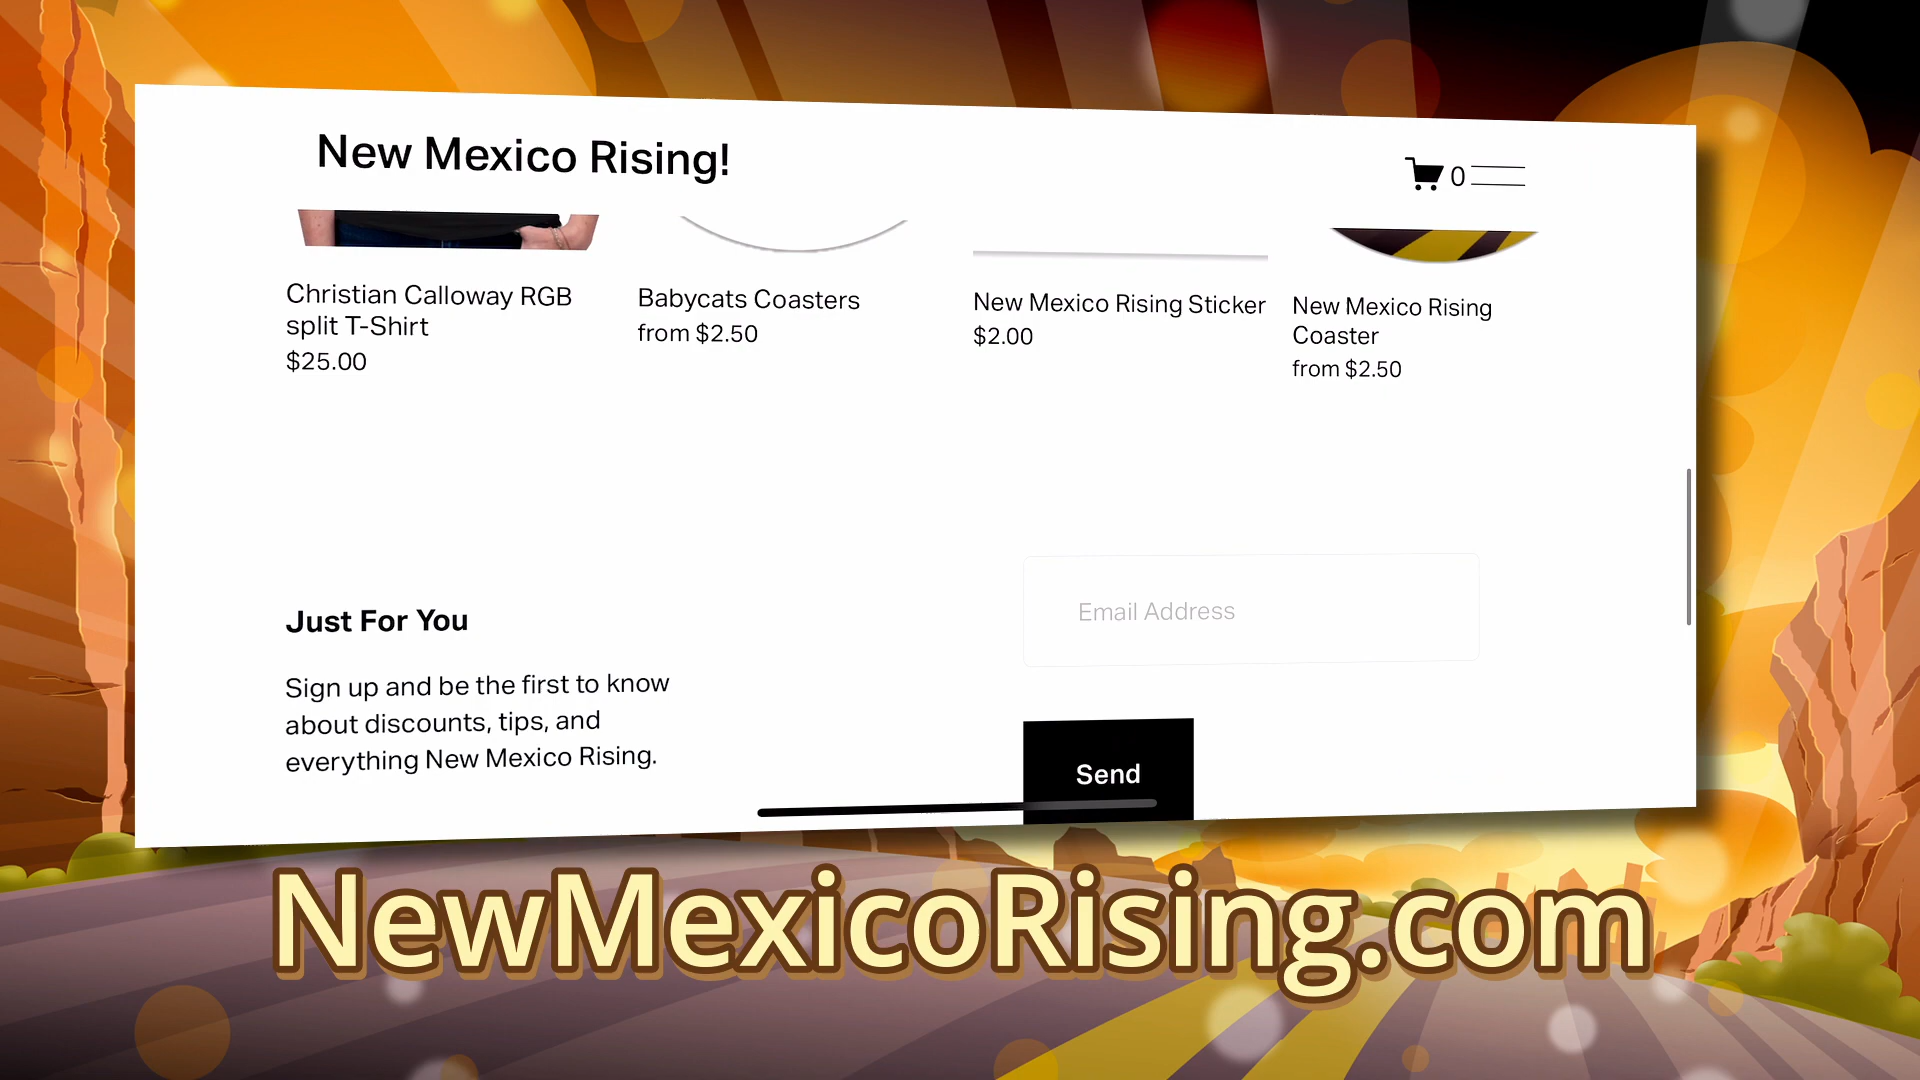 New Mexico Rising!
0
Christian Calloway RGB
split T-Shirt
$25.00
Babycats Coasters
from $2.50
New Mexico Rising Sticker
$2.00
New Mexico Rising
Coaster
from $2.50
Just For You
Sign up and be the first to know
about discounts, tips, and
everything New Mexico Rising.
Email Address
Send
NewMexicoRising.com